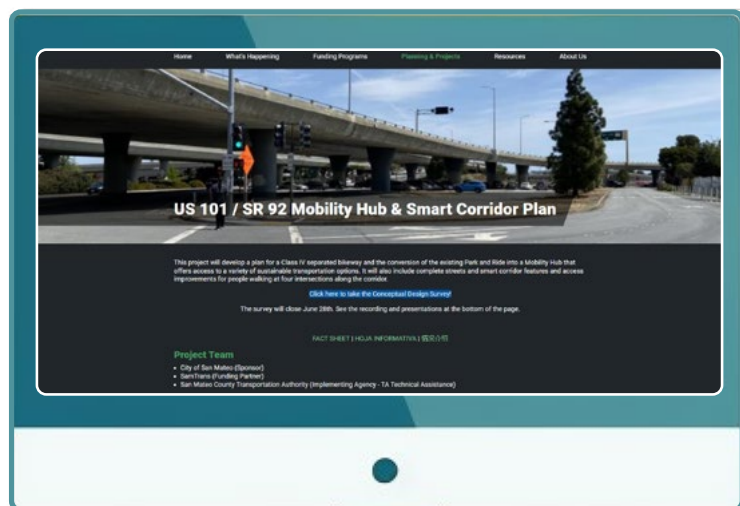 Home What's Happening Funding Programs Planning & Projects Resources About Us
US 101 / SR 92 Mobility Hub & Smart Corridor Plan
This project will develop a plan for a Class IV separated bikeway and the conversion of the existing Park and Ride into a Mobility Hub that
offers access to a variety of sustainable transportation options. It will also include complete streets and smart corridor features and access
improvements for people walking at four intersections along the corridor.
Click here to take the Conceptual Design Survey!
The survey will close June 28th. See the recording and presentations at the bottom of the page.
FACT SHEET | HOJA INFORMATIVA | 情況介紹
Project Team
• City of San Mateo (Sponsor)
• SamTrans (Funding Partner)
• San Mateo County Transportation Authority (Implementing Agency - TA Technical Assistance)